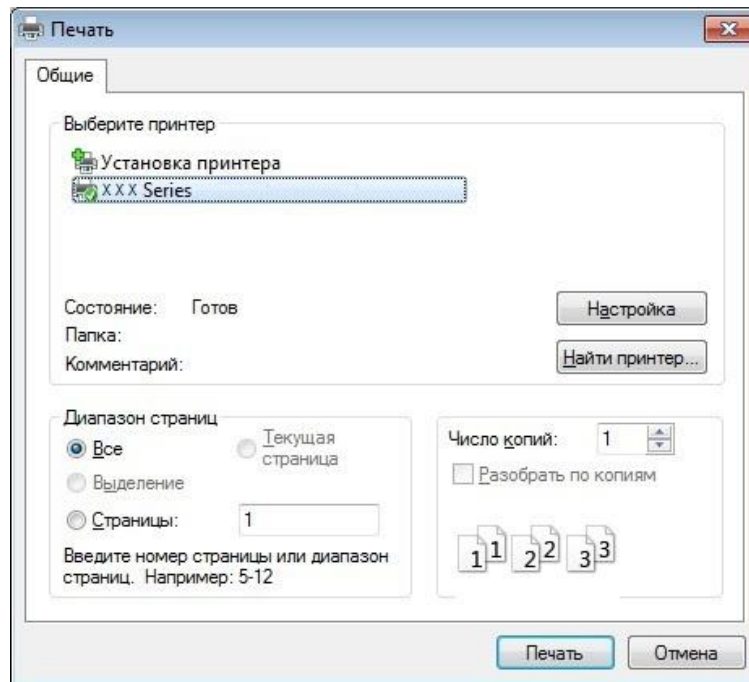 Печать
Общие
Выберите принтер
Установка принтера
X X X Series
Состояние: Готов
Папка:
Комментарий:
Настройка
Найти принтер...
Диапазон страниц
Все
Текущая
страница
Выделение
Страницы: 1
Введите номер страницы или диапазон
страниц. Например: 5-12
Число копий: 1
Разобрать по копиям
1 1 2 2 3 3
Печать Отмена